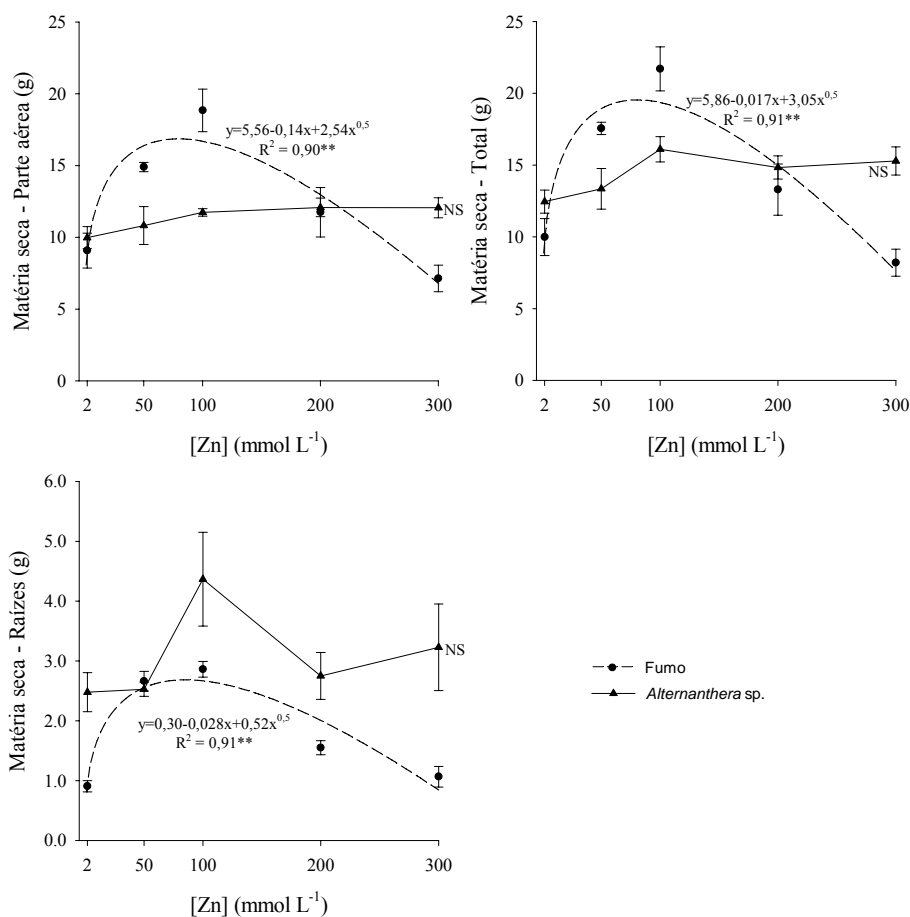 Matéria seca - Parte aérea (g)
25
20
15
10
5
0
y=5,56-0,14x+2,54x^0,5
R^2 = 0,90**
NS
2 50 100 200 300
[Zn] (mmol L^-1)
Matéria seca - Total (g)
25
20
15
10
5
0
y=5,86-0,017x+3,05x^0,5
R^2 = 0,91**
NS
2 50 100 200 300
[Zn] (mmol L^-1)
Matéria seca - Raízes (g)
6.0
5.0
4.0
3.0
2.0
1.0
0.0
y=0,30-0,028x+0,52x^0,5
R^2 = 0,91**
NS
2 50 100 200 300
[Zn] (mmol L^-1)
Fumo
Alternanthera sp.